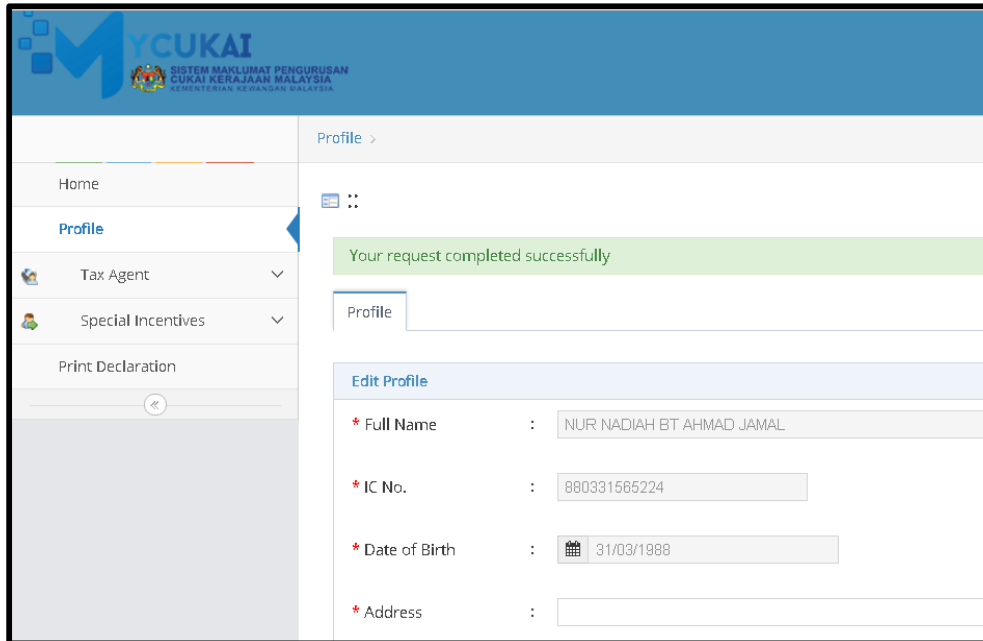 MYCUKAI
SISTEM MAKLUMAT PENGURUSAN
CUKAI KERAJAAN MALAYSIA
KEMENTERIAN KEWANGAN MALAYSIA
Profile >
Home
Profile
Tax Agent
Special Incentives
Print Declaration
Your request completed successfully
Profile
Edit Profile
* Full Name : NUR NADIAH BT AHMAD JAMAL
* IC No. : 880331565224
* Date of Birth : 31/03/1988
* Address :